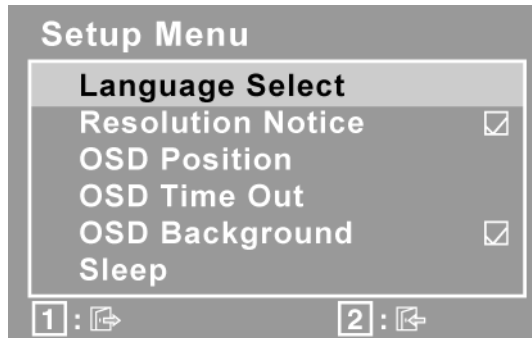 Setup Menu
Language Select
Resolution Notice
OSD Position
OSD Time Out
OSD Background
Sleep
1 : 2 :